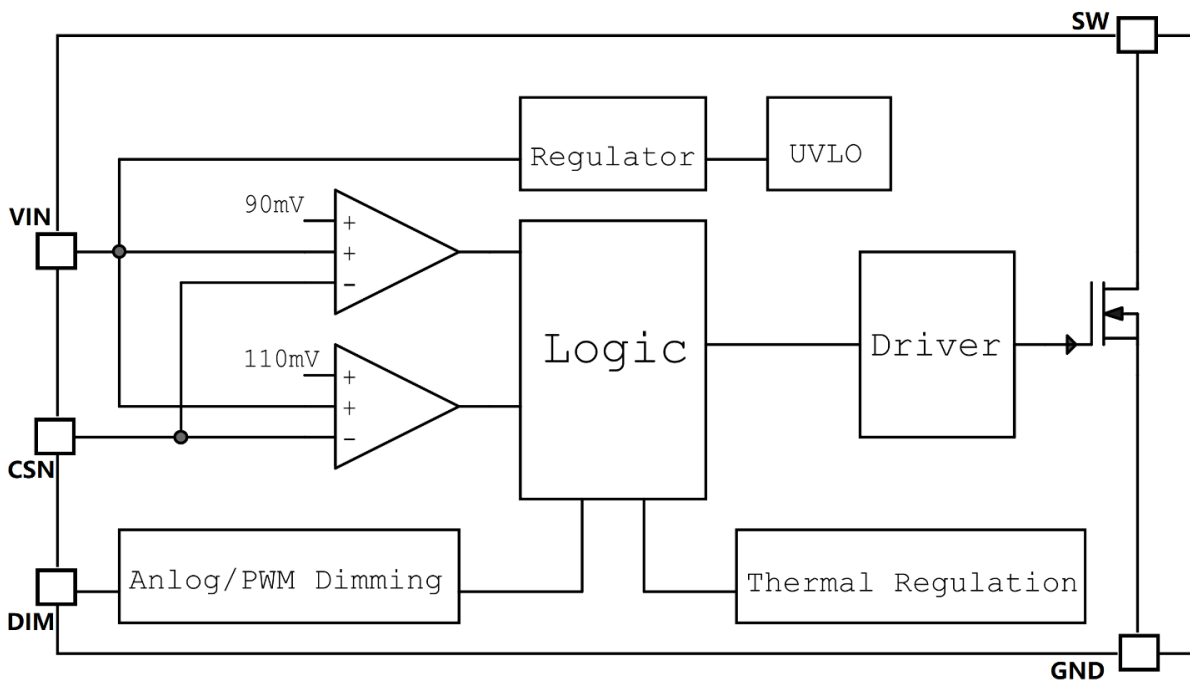 SW
Regulator
UVLO
90mV
VIN
+
+
-
Logic
Driver
110mV
+
+
-
CSN
Anlog/PWM Dimming
Thermal Regulation
DIM
GND